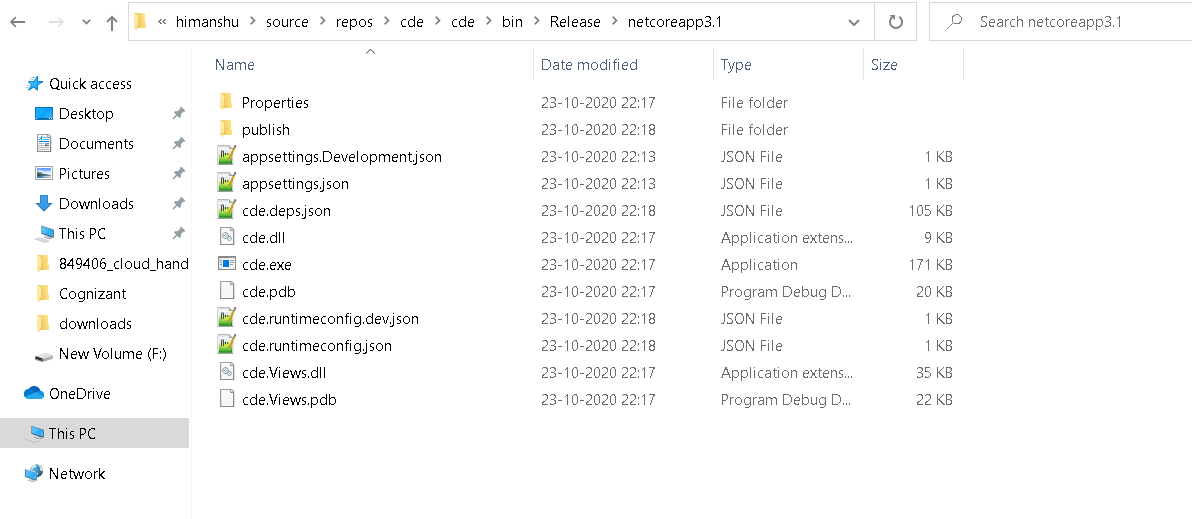 « himanshu > source > repos > cde > cde > bin > Release > netcoreapp3.1 Search netcoreapp3.1
Name Date modified Type Size
Quick access
Desktop
Documents
Pictures
Downloads
This PC
849406_cloud_hand
Cognizant
downloads
New Volume (F:)
OneDrive
This PC
Network
Properties 23-10-2020 22:17 File folder
publish 23-10-2020 22:18 File folder
appsettings.Development.json 23-10-2020 22:13 JSON File 1 KB
appsettings.json 23-10-2020 22:13 JSON File 1 KB
cde.deps.json 23-10-2020 22:18 JSON File 105 KB
cde.dll 23-10-2020 22:17 Application extens... 9 KB
cde.exe 23-10-2020 22:17 Application 171 KB
cde.pdb 23-10-2020 22:17 Program Debug D... 20 KB
cde.runtimeconfig.dev.json 23-10-2020 22:18 JSON File 1 KB
cde.runtimeconfig.json 23-10-2020 22:18 JSON File 1 KB
cde.Views.dll 23-10-2020 22:17 Application extens... 35 KB
cde.Views.pdb 23-10-2020 22:17 Program Debug D... 22 KB